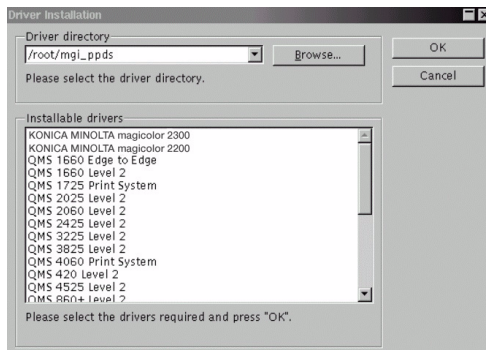 Driver Installation
Driver directory
/root/mgi_ppds
Browse...
Please select the driver directory.
OK
Cancel
Installable drivers
KONICA MINOLTA magicolor 2300
KONICA MINOLTA magicolor 2200
QMS 1660 Edge to Edge
QMS 1660 Level 2
QMS 1725 Print System
QMS 2025 Level 2
QMS 2060 Level 2
QMS 2425 Level 2
QMS 3225 Level 2
QMS 3825 Level 2
QMS 4060 Print System
QMS 420 Level 2
QMS 4525 Level 2
QMS 860+ Level 2
Please select the drivers required and press "OK".